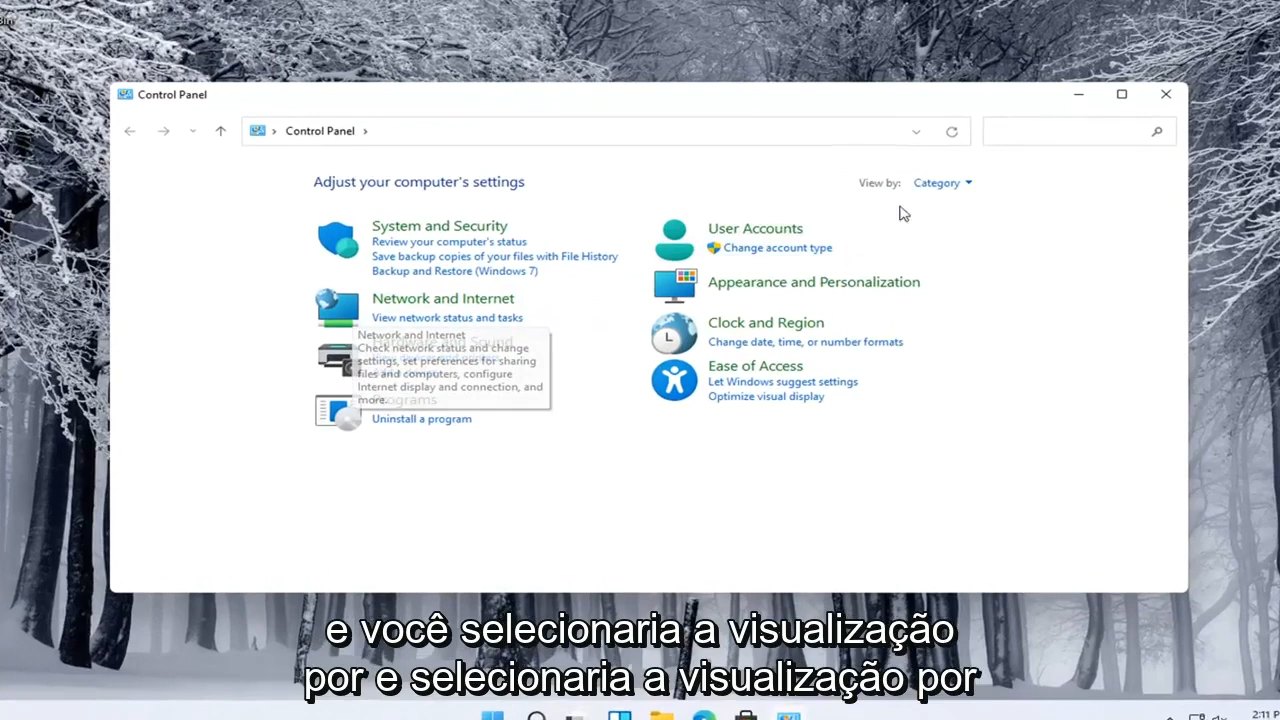 Control Panel
Control Panel
Adjust your computer's settings
View by: Category
System and Security
Review your computer's status
Save backup copies of your files with File History
Backup and Restore (Windows 7)
Network and Internet
View network status and tasks
Network and Internet
Check network status and change
settings, set preferences for sharing
files and computers, configure
Internet display and connection, and
more.
Programs
Uninstall a program
User Accounts
Change account type
Appearance and Personalization
Clock and Region
Change date, time, or number formats
Ease of Access
Let Windows suggest settings
Optimize visual display
e você selecionaria a visualização
por e selecionaria a visualização por
2:11 P